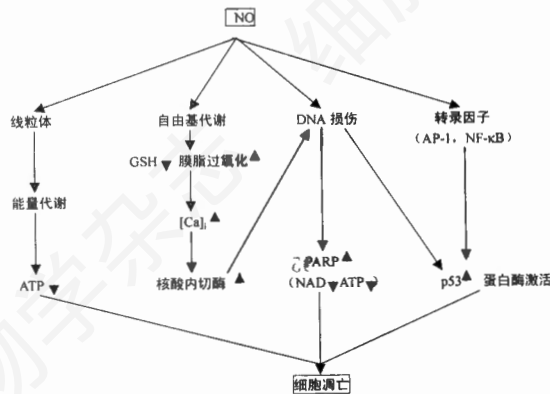 NO
线粒体 自由基代谢 DNA 损伤 转录因子
(AP-1, NF-κB)
GSH▼ 膜脂过氧化▲
能量代谢 [Ca]i▲
PARP▲
ATP▼ 核酸内切酶▲ (NAD▼ATP▼) p53▲ 蛋白酶激活
细胞凋亡